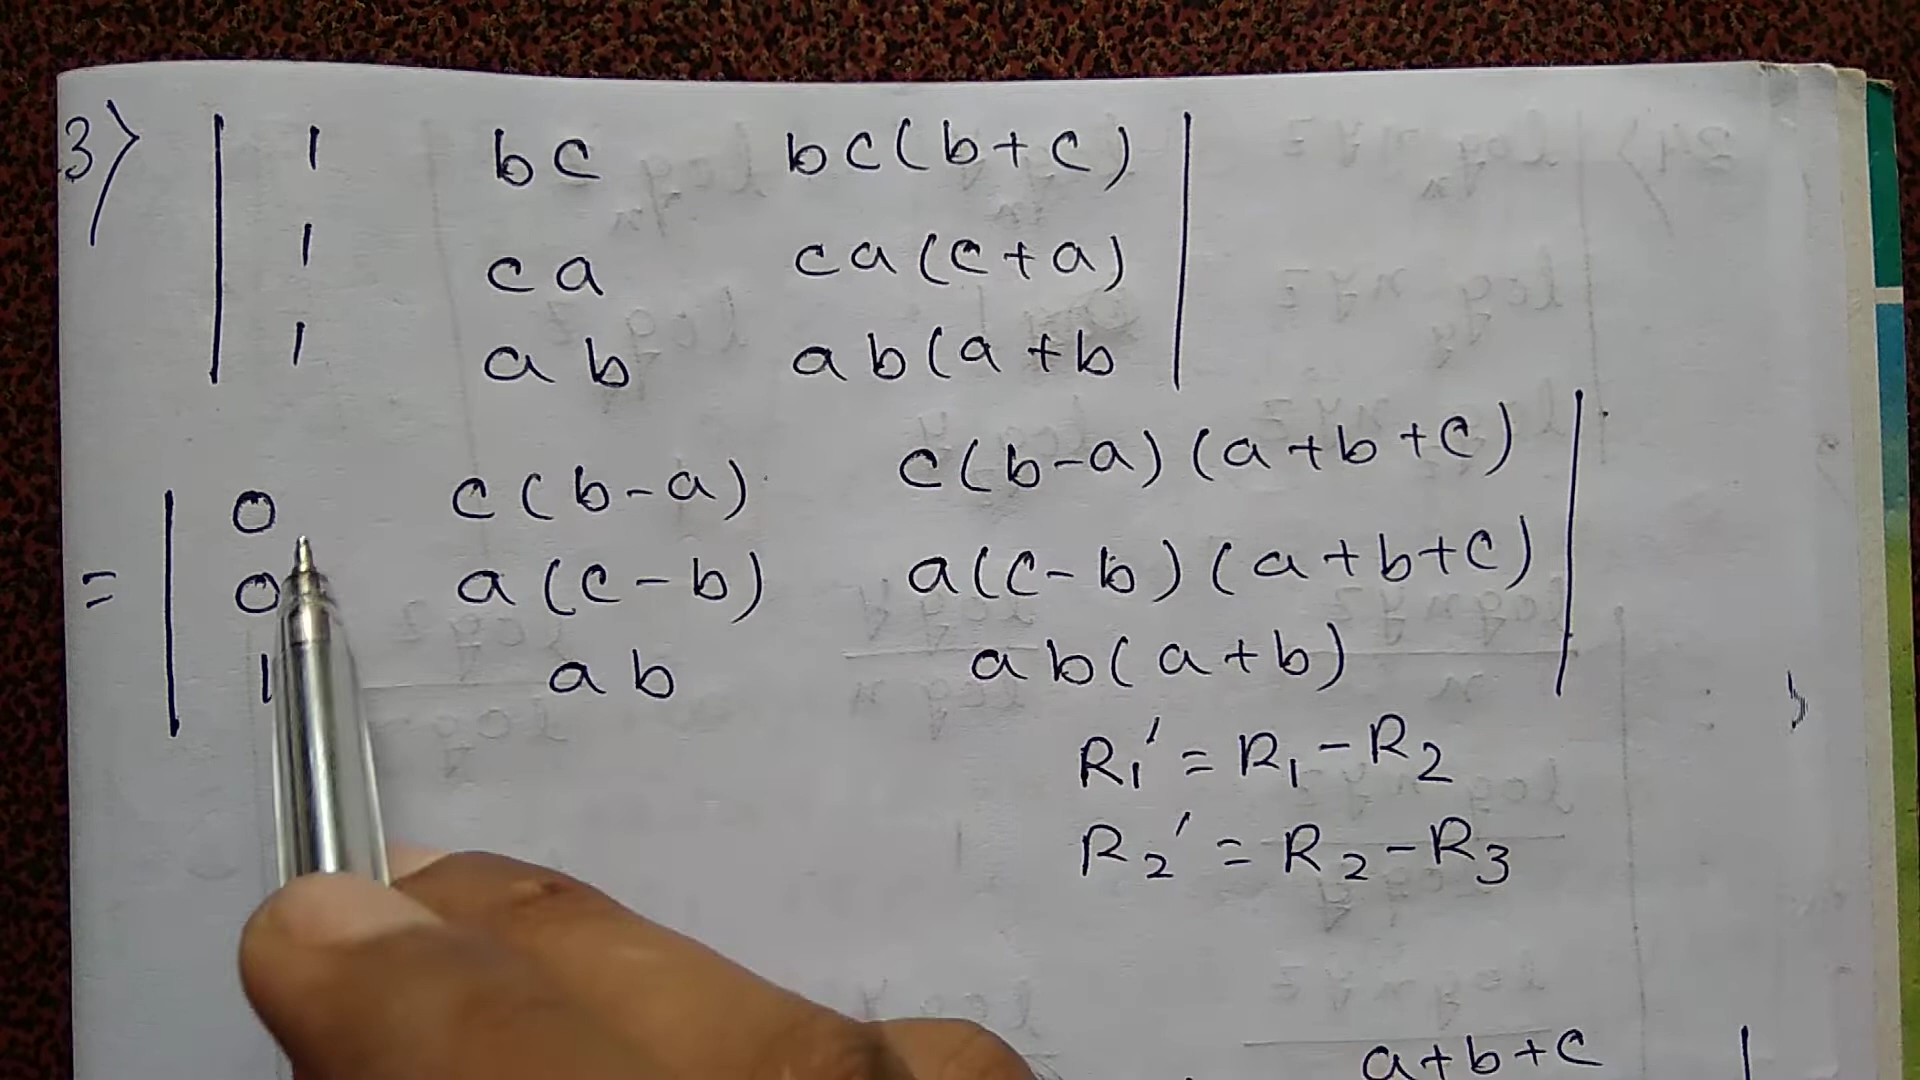 3> | 1 bc bc(b+c) |
| 1 ca ca(c+a) |
| 1 ab ab(a+b |
= | 0 c(b-a) c(b-a)(a+b+c) |
| 0 a(c-b) a(c-b)(a+b+c) |
| 1 ab ab(a+b) |
R₁' = R₁ - R₂
R₂' = R₂ - R₃
a+b+c |